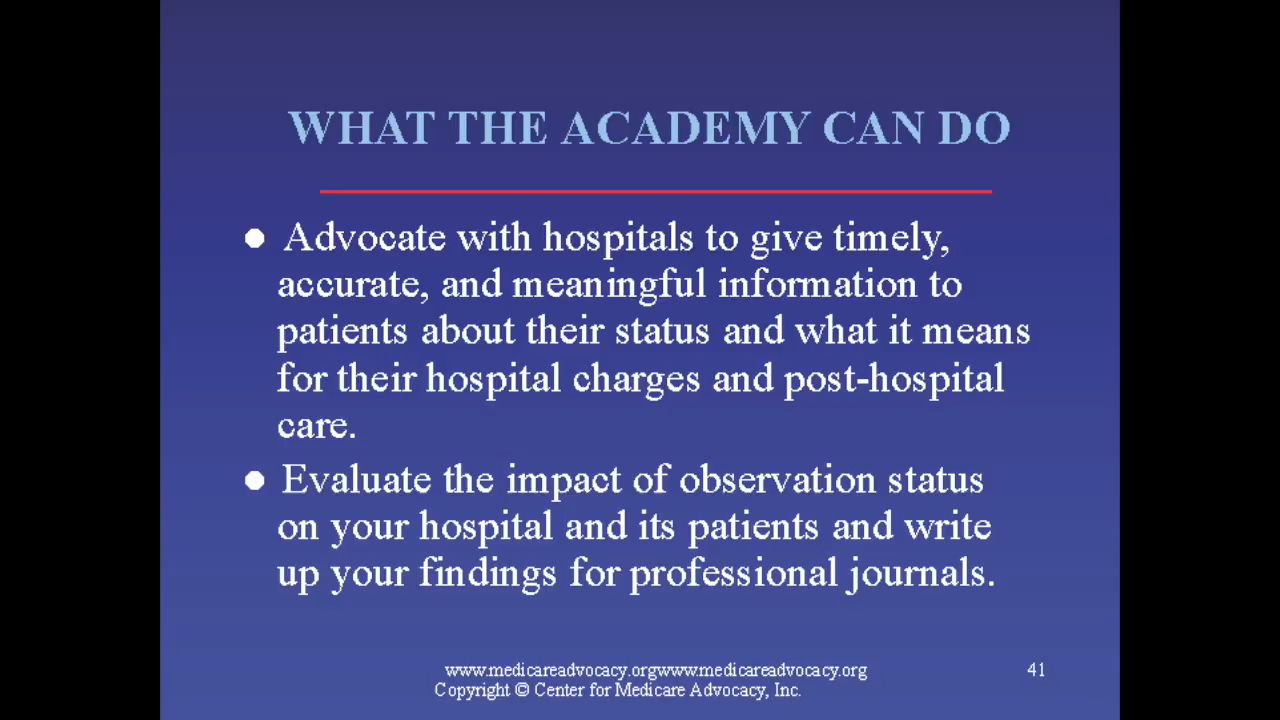 WHAT THE ACADEMY CAN DO
● Advocate with hospitals to give timely,
accurate, and meaningful information to
patients about their status and what it means
for their hospital charges and post-hospital
care.
● Evaluate the impact of observation status
on your hospital and its patients and write
up your findings for professional journals.
www.medicareadvocacy.orgwww.medicareadvocacy.org
Copyright © Center for Medicare Advocacy, Inc.
41